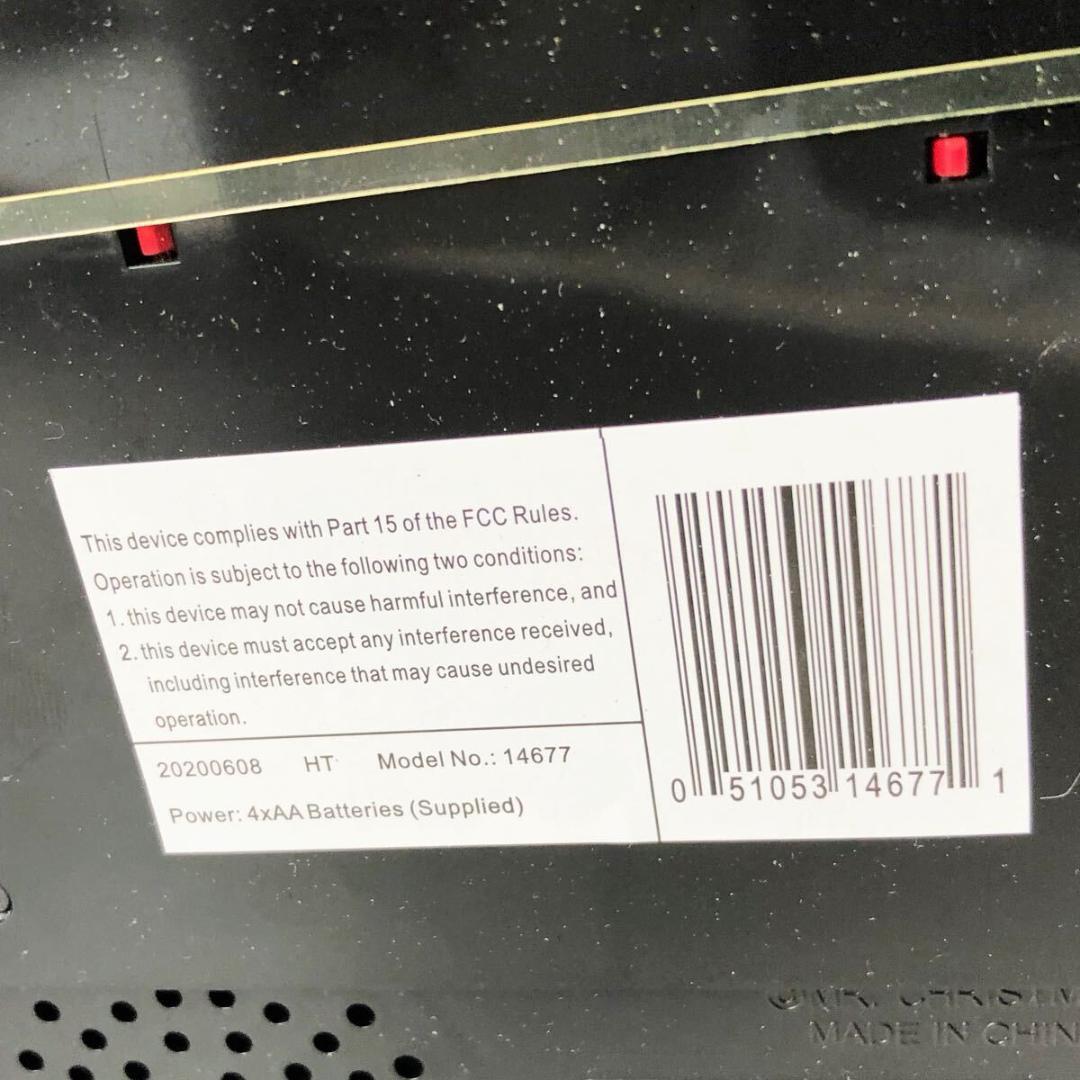 This device complies with Part 15 of the FCC Rules.
Operation is subject to the following two conditions:
1. this device may not cause harmful interference, and
2. this device must accept any interference received,
including interference that may cause undesired
operation.
20200608 HT Model No.: 14677
Power: 4xAA Batteries (Supplied)
0 51053 14677 1
MR.
MADE IN